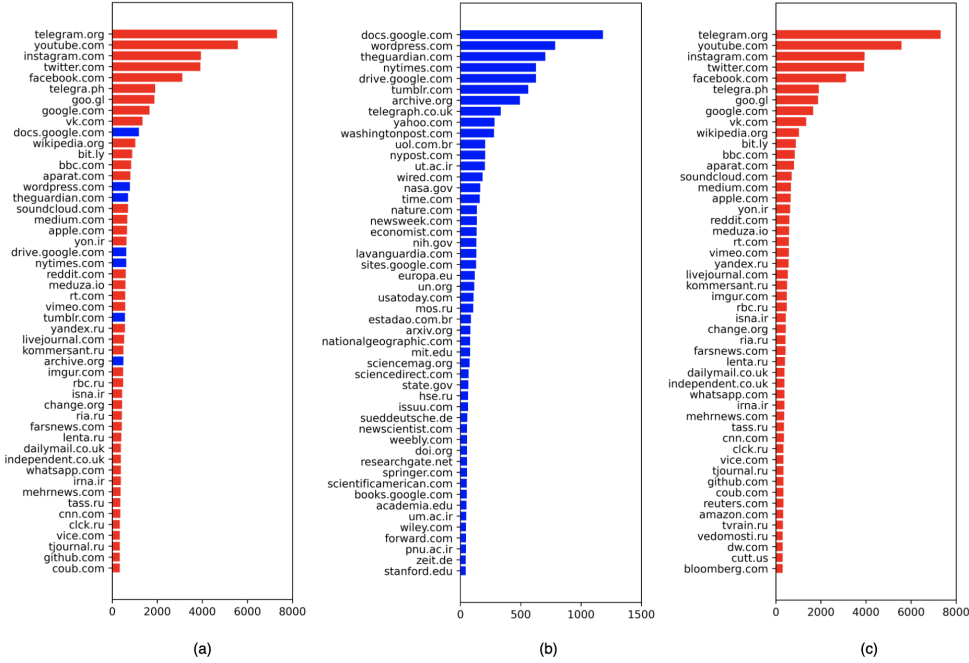 telegram.org
youtube.com
instagram.com
twitter.com
facebook.com
telegra.ph
goo.gl
google.com
vk.com
docs.google.com
wikipedia.org
bit.ly
bbc.com
aparat.com
wordpress.com
theguardian.com
soundcloud.com
medium.com
apple.com
yon.ir
drive.google.com
nytimes.com
reddit.com
meduza.io
rt.com
vimeo.com
tumblr.com
yandex.ru
livejournal.com
kommersant.ru
archive.org
imgur.com
rbc.ru
isna.ir
change.org
ria.ru
farsnews.com
lenta.ru
dailymail.co.uk
independent.co.uk
whatsapp.com
irna.ir
mehrnews.com
tass.ru
cnn.com
clck.ru
vice.com
tjournal.ru
github.com
coub.com
0 2000 4000 6000 8000
(a)
docs.google.com
wordpress.com
theguardian.com
nytimes.com
drive.google.com
tumblr.com
archive.org
telegraph.co.uk
yahoo.com
washingtonpost.com
uol.com.br
nypost.com
ut.ac.ir
wired.com
nasa.gov
time.com
nature.com
newsweek.com
economist.com
nih.gov
lavanguardia.com
sites.google.com
europa.eu
un.org
usatoday.com
mos.ru
estadao.com.br
arxiv.org
nationalgeographic.com
mit.edu
sciencemag.org
sciencedirect.com
state.gov
hse.ru
issuu.com
sueddeutsche.de
newscientist.com
weebly.com
doi.org
researchgate.net
springer.com
scientificamerican.com
books.google.com
academia.edu
um.ac.ir
wiley.com
forward.com
pnu.ac.ir
zeit.de
stanford.edu
0 500 1000 1500
(b)
telegram.org
youtube.com
instagram.com
twitter.com
facebook.com
telegra.ph
goo.gl
google.com
vk.com
wikipedia.org
bit.ly
bbc.com
aparat.com
soundcloud.com
medium.com
apple.com
yon.ir
reddit.com
meduza.io
rt.com
vimeo.com
yandex.ru
livejournal.com
kommersant.ru
imgur.com
rbc.ru
isna.ir
change.org
ria.ru
farsnews.com
lenta.ru
dailymail.co.uk
independent.co.uk
whatsapp.com
irna.ir
mehrnews.com
tass.ru
cnn.com
clck.ru
vice.com
tjournal.ru
github.com
coub.com
reuters.com
amazon.com
tvrain.ru
vedomosti.ru
dw.com
cutt.us
bloomberg.com
0 2000 4000 6000 8000
(c)